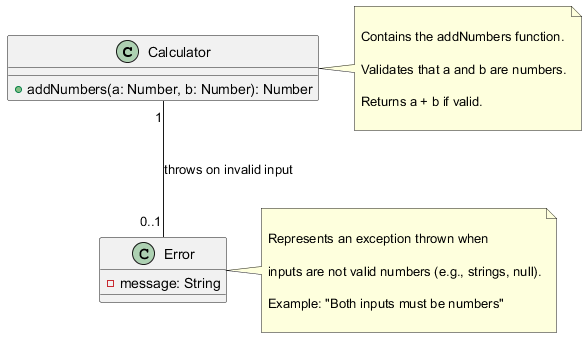 Contains the addNumbers function.
C Calculator
Validates that a and b are numbers.
addNumbers(a: Number, b: Number): Number
Returns a + b if valid.
1
throws on invalid input
0..1
C Error
message: String
Represents an exception thrown when
inputs are not valid numbers (e.g., strings, null).
Example: "Both inputs must be numbers"